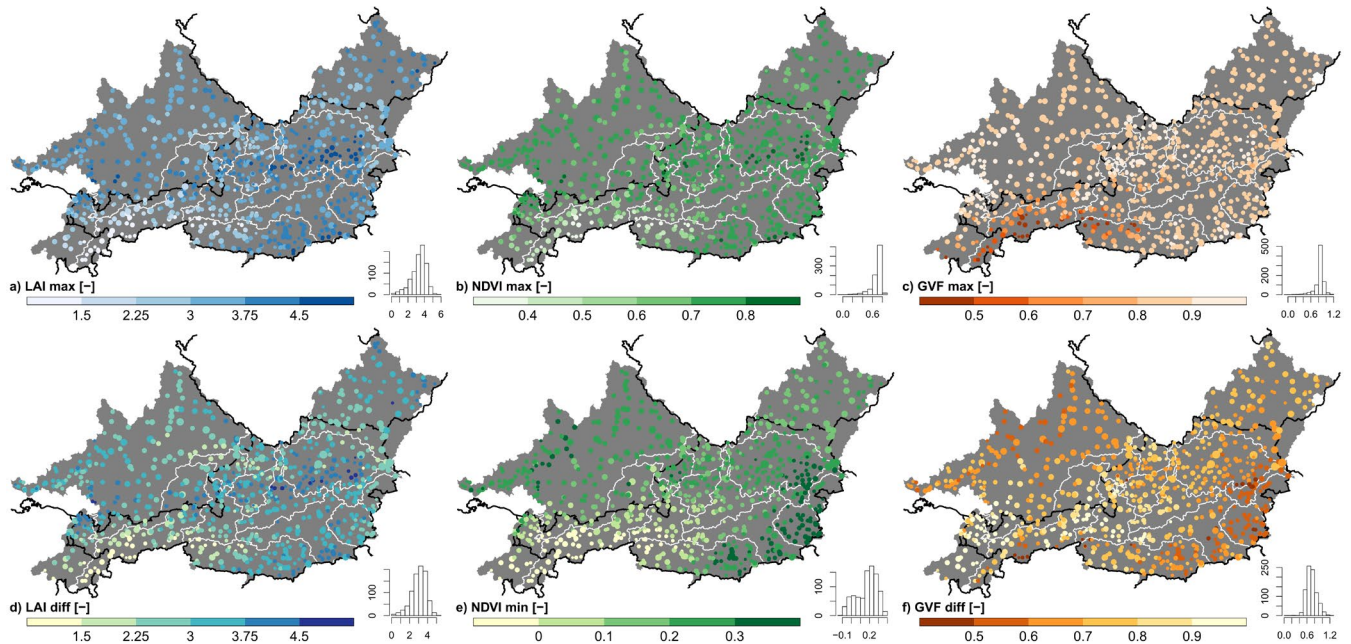 a) LAI max [−]
1.5 2.25 3 3.75 4.5
0 100
0 2 4 6
b) NDVI max [−]
0.4 0.5 0.6 0.7 0.8
0 300
0.0 0.6
c) GVF max [−]
0.5 0.6 0.7 0.8 0.9
0 250 500
0.0 0.6 1.2
d) LAI diff [−]
1.5 2.25 3 3.75 4.5
0 100
0 2 4
e) NDVI min [−]
0 0.1 0.2 0.3
0 100
−0.1 0.2
f) GVF diff [−]
0.5 0.6 0.7 0.8 0.9
0 100 250
0.0 0.6 1.2